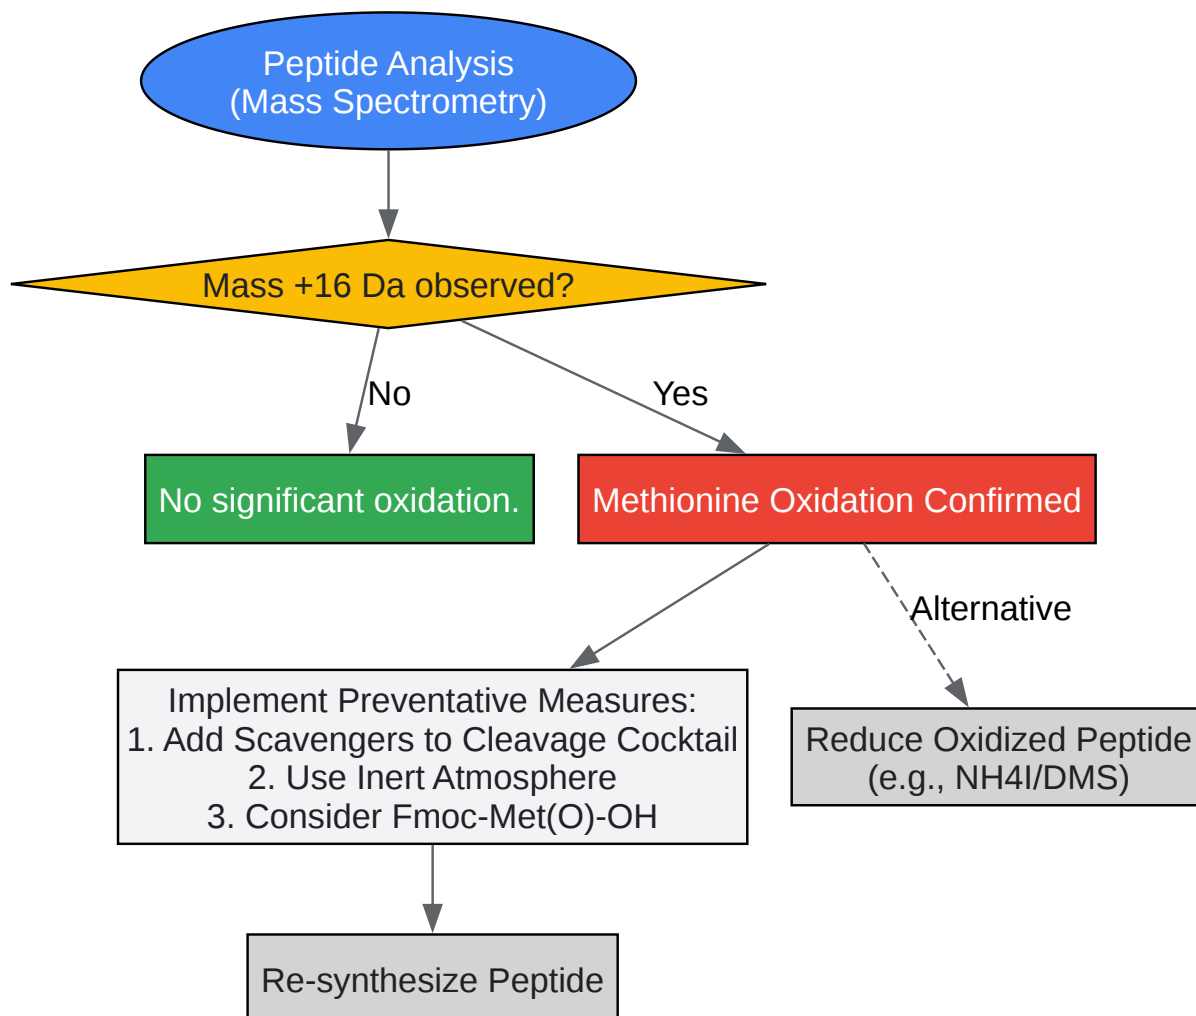 Peptide Analysis
(Mass Spectrometry)
Mass +16 Da observed?
No
Yes
No significant oxidation.
Methionine Oxidation Confirmed
Alternative
Implement Preventative Measures:
1. Add Scavengers to Cleavage Cocktail
2. Use Inert Atmosphere
3. Consider Fmoc-Met(O)-OH
Reduce Oxidized Peptide
(e.g., NH4I/DMS)
Re-synthesize Peptide